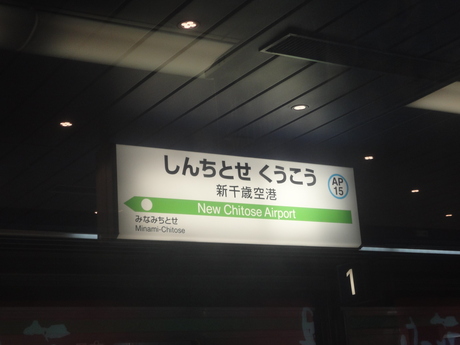 しんちとせ くうこう
新千歳空港
AP
15
New Chitose Airport
みなみちとせ
Minami-Chitose
1